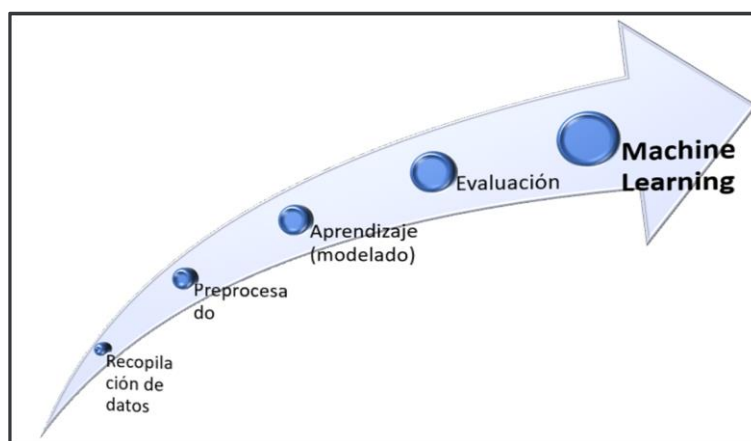 Machine
Learning
Evaluación
Aprendizaje
(modelado)
Preprocesa
do
Recopila
ción de
datos